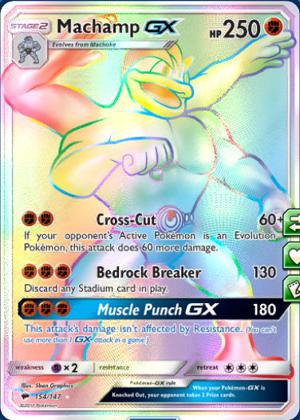 STAGE2 Machamp GX HP250
Evolves from Machoke
Cross-Cut 60+
If your opponent's Active Pokémon is an Evolution
Pokémon, this attack does 60 more damage.
Bedrock Breaker 130
Discard any Stadium card in play.
Muscle Punch GX 180
This attack's damage isn't affected by Resistance. (You can't
use more than 1 GX attack in a game.)
weakness ×2 resistance retreat
Pokémon-GX rule
When your Pokémon-GX is
Knocked Out, your opponent takes 2 Prize cards.
Illus. 5ban Graphics
154/147